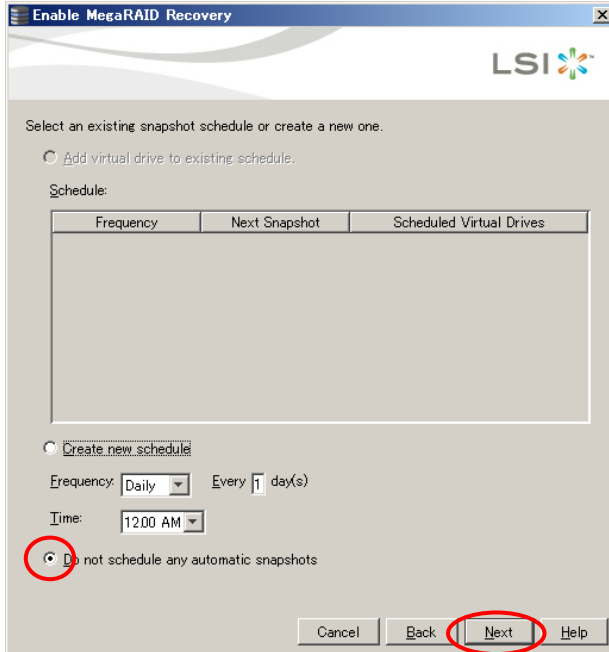 Enable MegaRAID Recovery
LSI
Select an existing snapshot schedule or create a new one.
Add virtual drive to existing schedule.
Schedule:
Frequency Next Snapshot Scheduled Virtual Drives
Create new schedule
Frequency: Daily Every 1 day(s)
Time: 12:00 AM
Do not schedule any automatic snapshots
Cancel Back Next Help